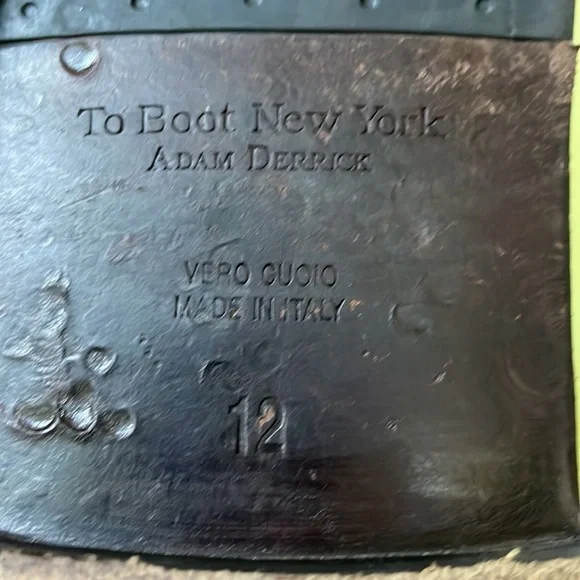 To Boot New York
ADAM DERRICK
VERO CUOIO
MADE IN ITALY
12